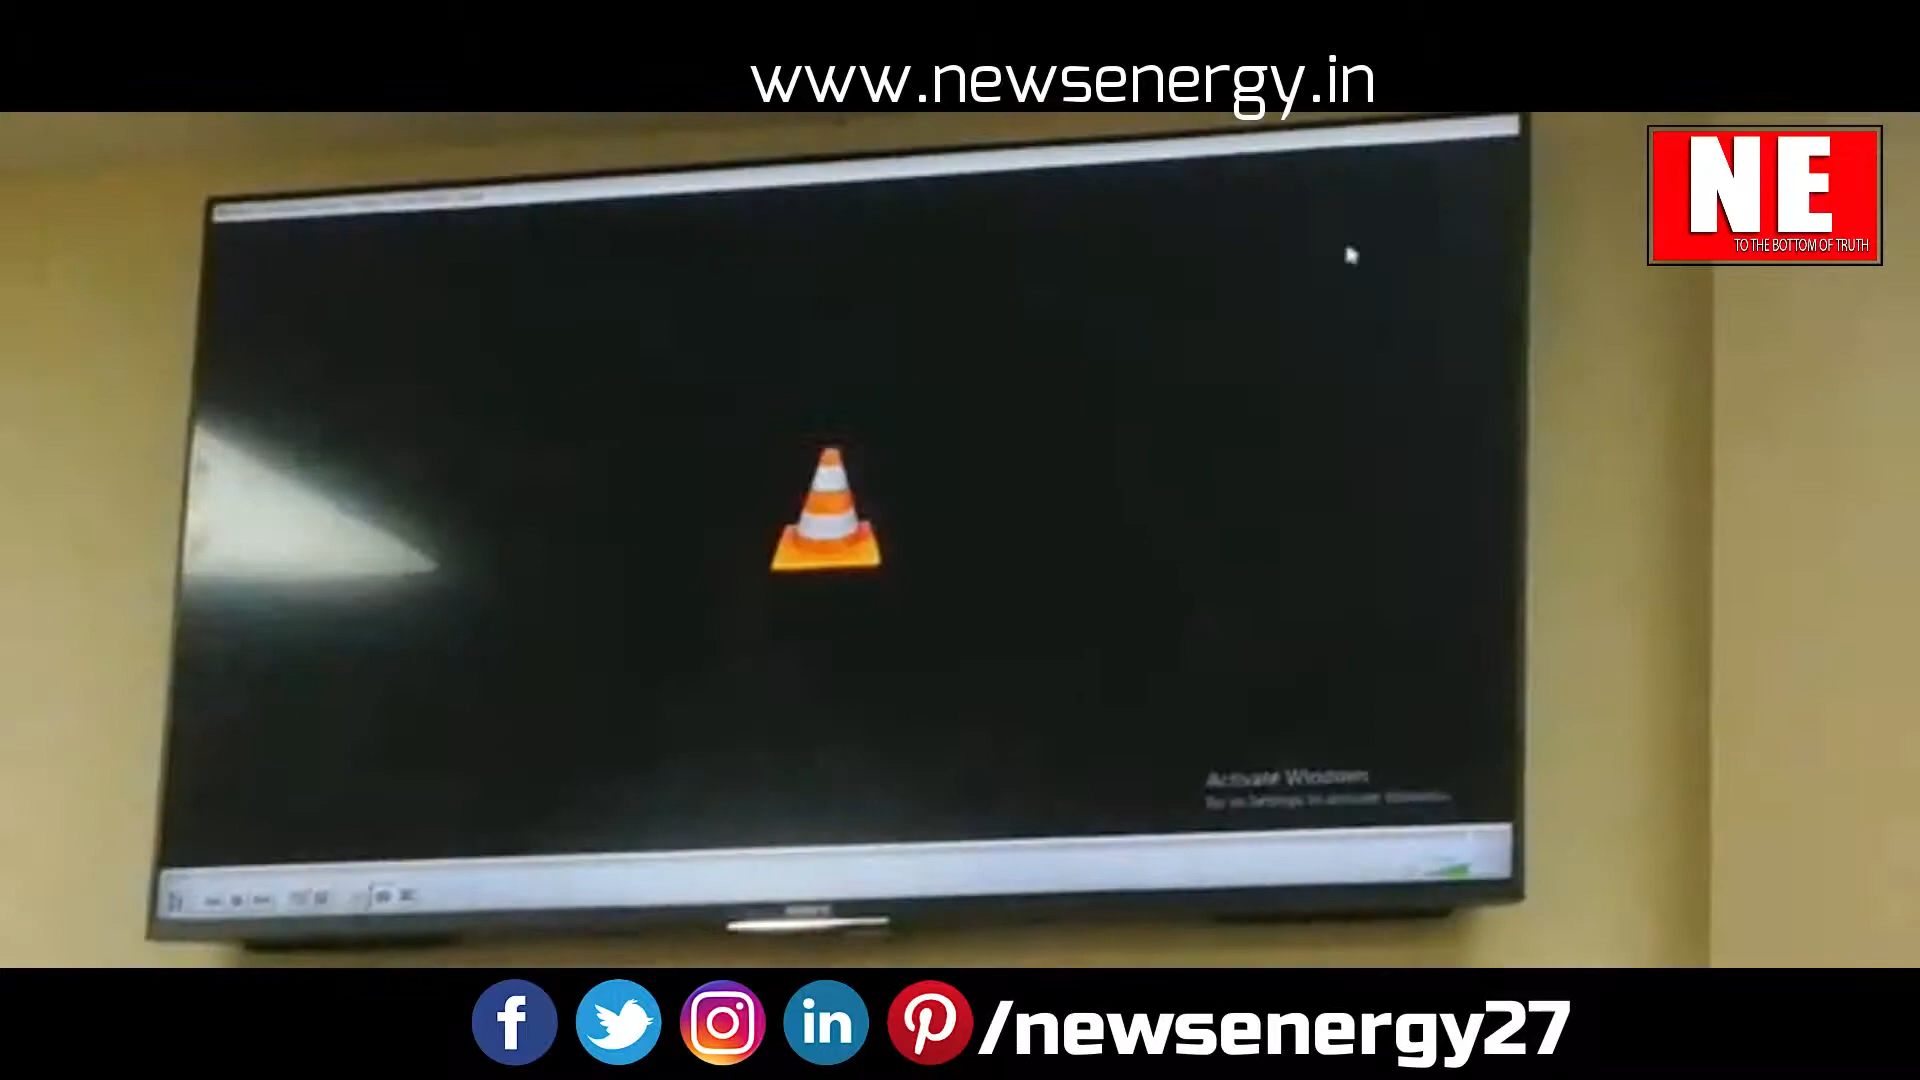 www.newsenergy.in
NE
TO THE BOTTOM OF TRUTH
Activate Windows
/newsenergy27